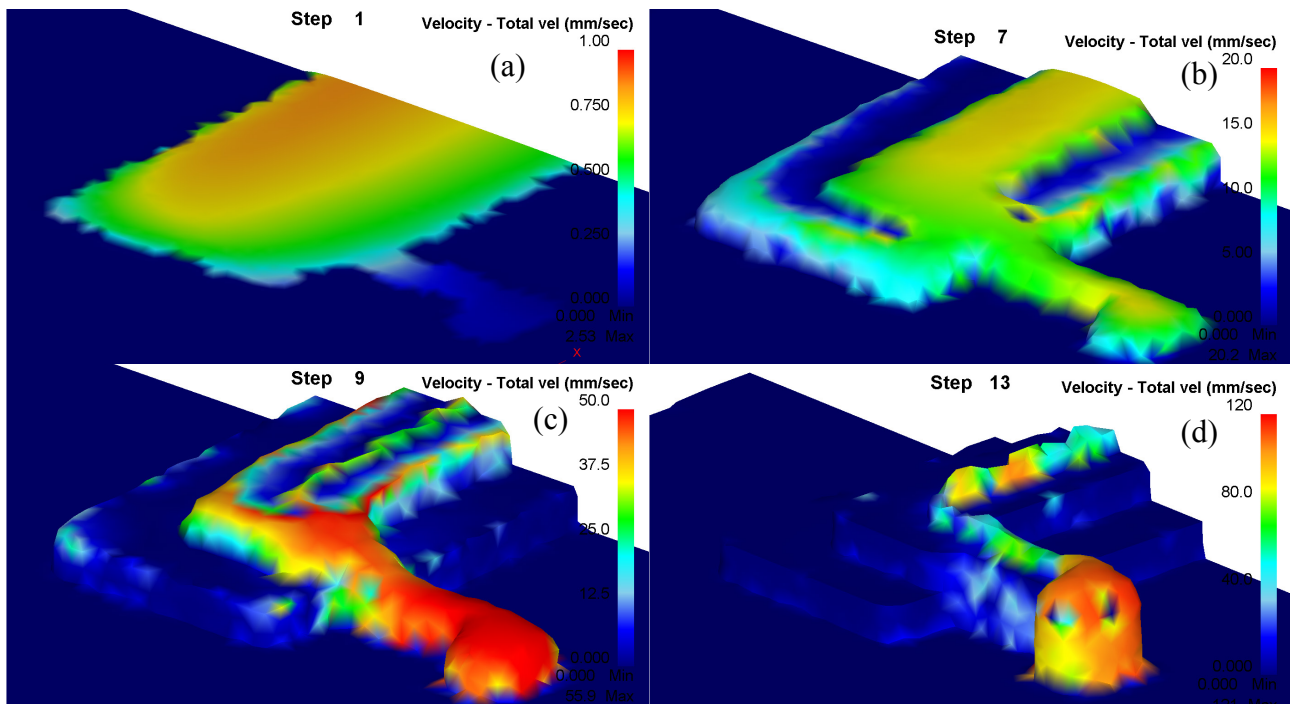 Step 1
Velocity - Total vel (mm/sec)
(a)
1.00
0.750
0.500
0.250
0.000
0.000 Min
2.53 Max
X
Step 7
Velocity - Total vel (mm/sec)
(b)
20.0
15.0
10.0
5.00
0.000
0.000 Min
20.2 Max
Step 9
Velocity - Total vel (mm/sec)
(c)
50.0
37.5
25.0
12.5
0.000
0.000 Min
55.9 Max
Step 13
Velocity - Total vel (mm/sec)
(d)
120
80.0
40.0
0.000
0.000 Min
Max